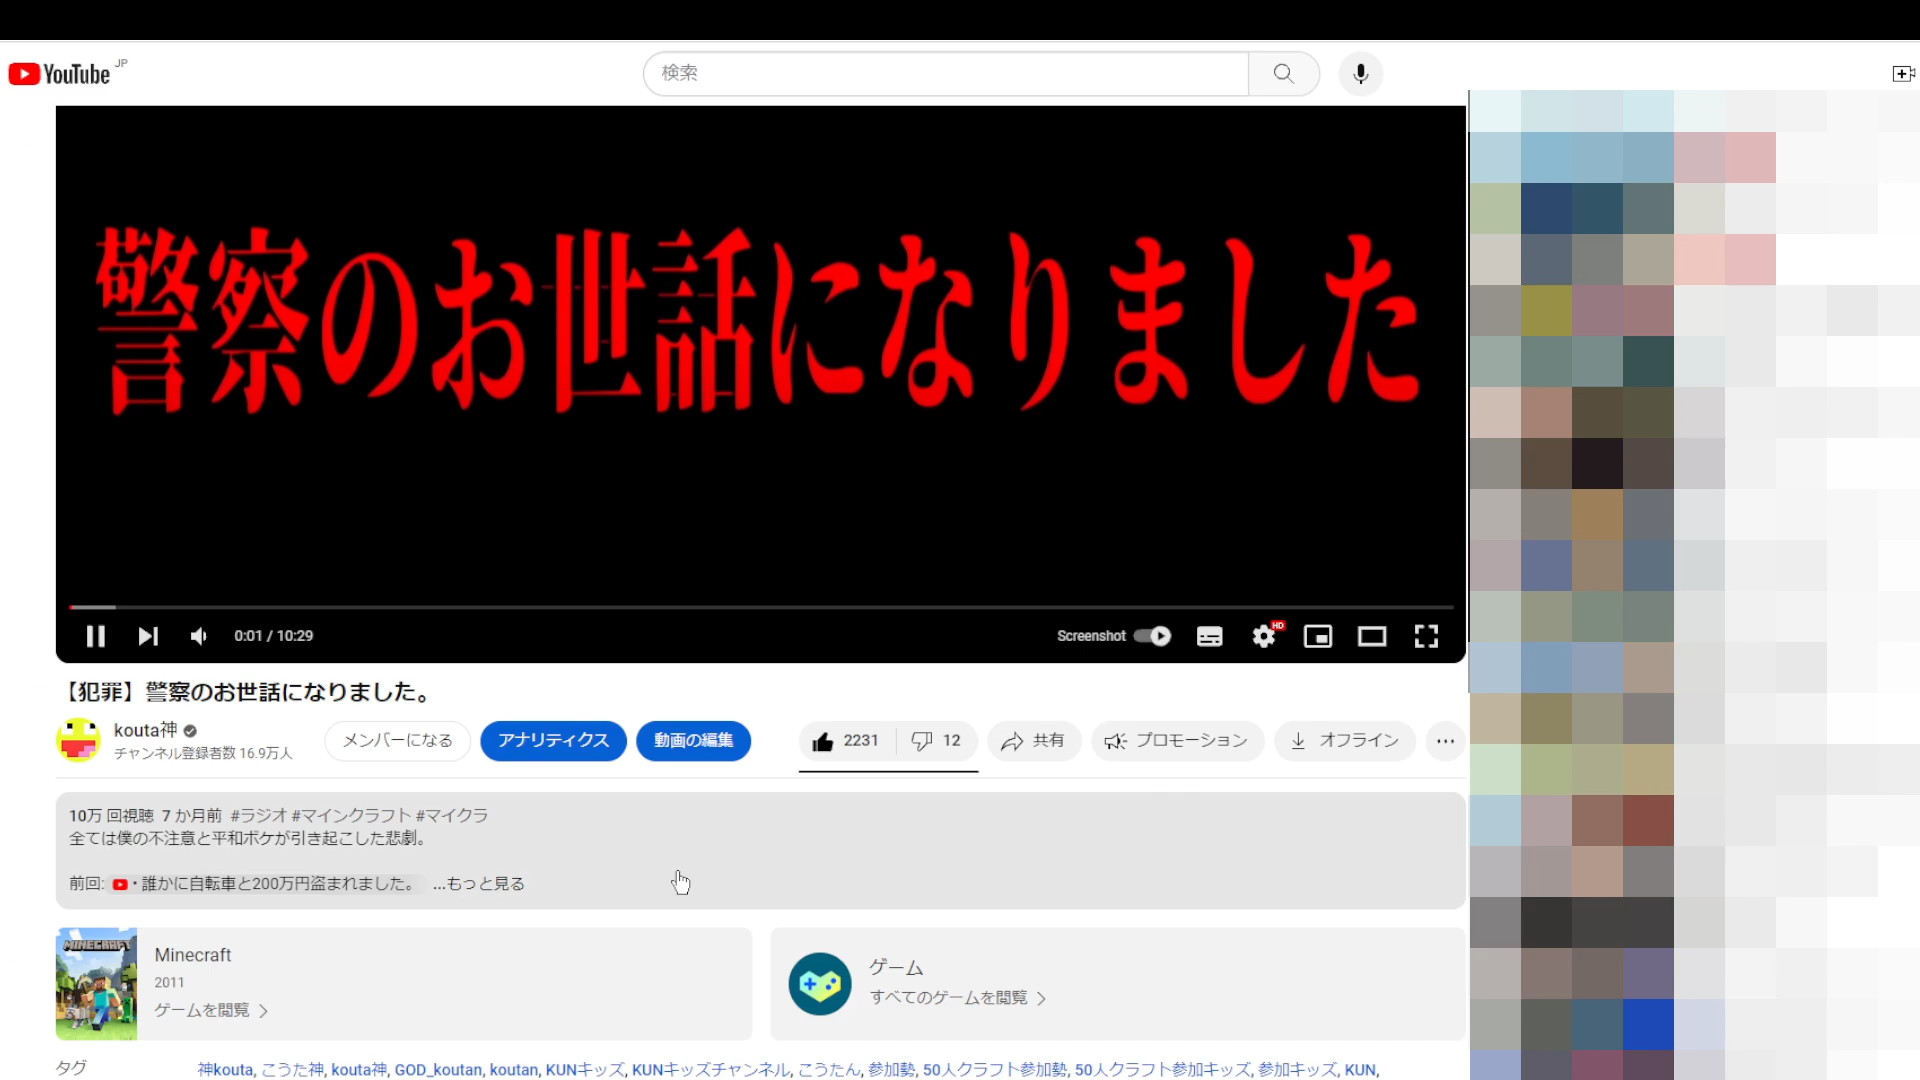 YouTube JP
検索
警察のお世話になりました
0:01 / 10:29
Screenshot
HD
【犯罪】警察のお世話になりました。
kouta神
チャンネル登録者数 16.9万人
メンバーになる
アナリティクス
動画の編集
2231
12
共有
プロモーション
オフライン
10万 回視聴 7 か月前 #ラジオ #マインクラフト #マイクラ
全ては僕の不注意と平和ボケが引き起こした悲劇。
前回: ・誰かに自転車と200万円盗まれました。 ...もっと見る
MINECRAFT
Minecraft
2011
ゲームを閲覧
ゲーム
すべてのゲームを閲覧
タグ
神kouta, こうた神, kouta神, GOD_koutan, koutan, KUNキッズ, KUNキッズチャンネル, こうたん, 参加勢, 50人クラフト参加勢, 50人クラフト参加キッズ, 参加キッズ, KUN,